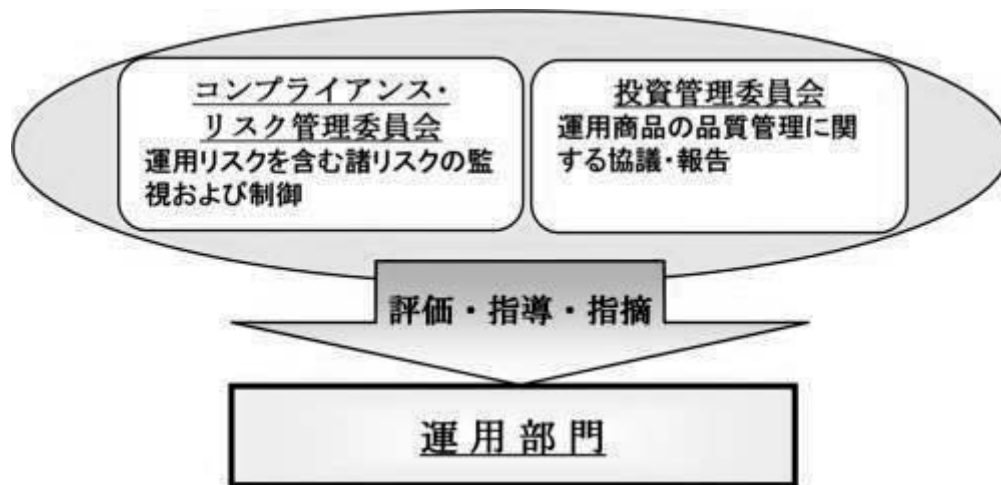 コンプライアンス・
リスク管理委員会
運用リスクを含む諸リスクの監
視および制御
投資管理委員会
運用商品の品質管理に関
する協議・報告
評価・指導・指摘
運用部門